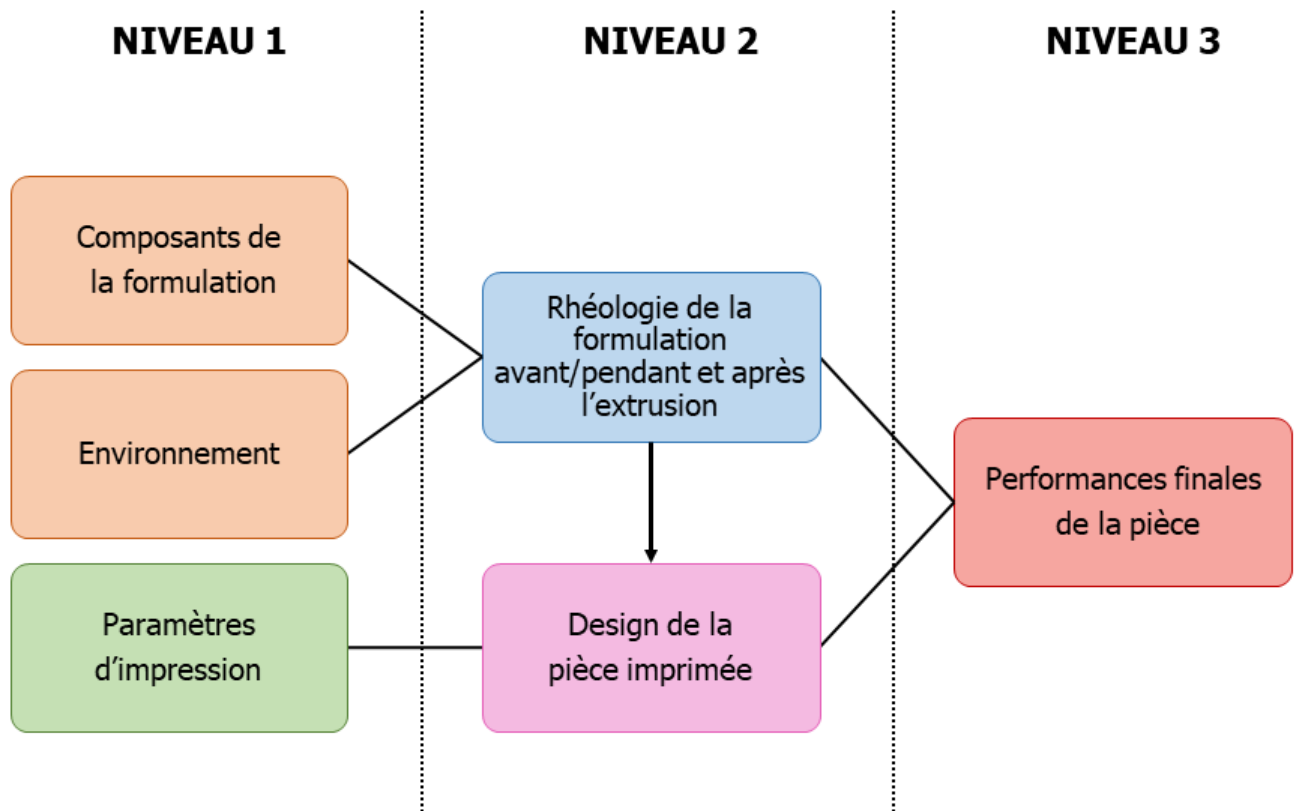 NIVEAU 1
NIVEAU 2
NIVEAU 3
Composants de
la formulation
Environnement
Paramètres
d'impression
Rhéologie de la
formulation
avant/pendant et après
l'extrusion
Design de la
pièce imprimée
Performances finales
de la pièce